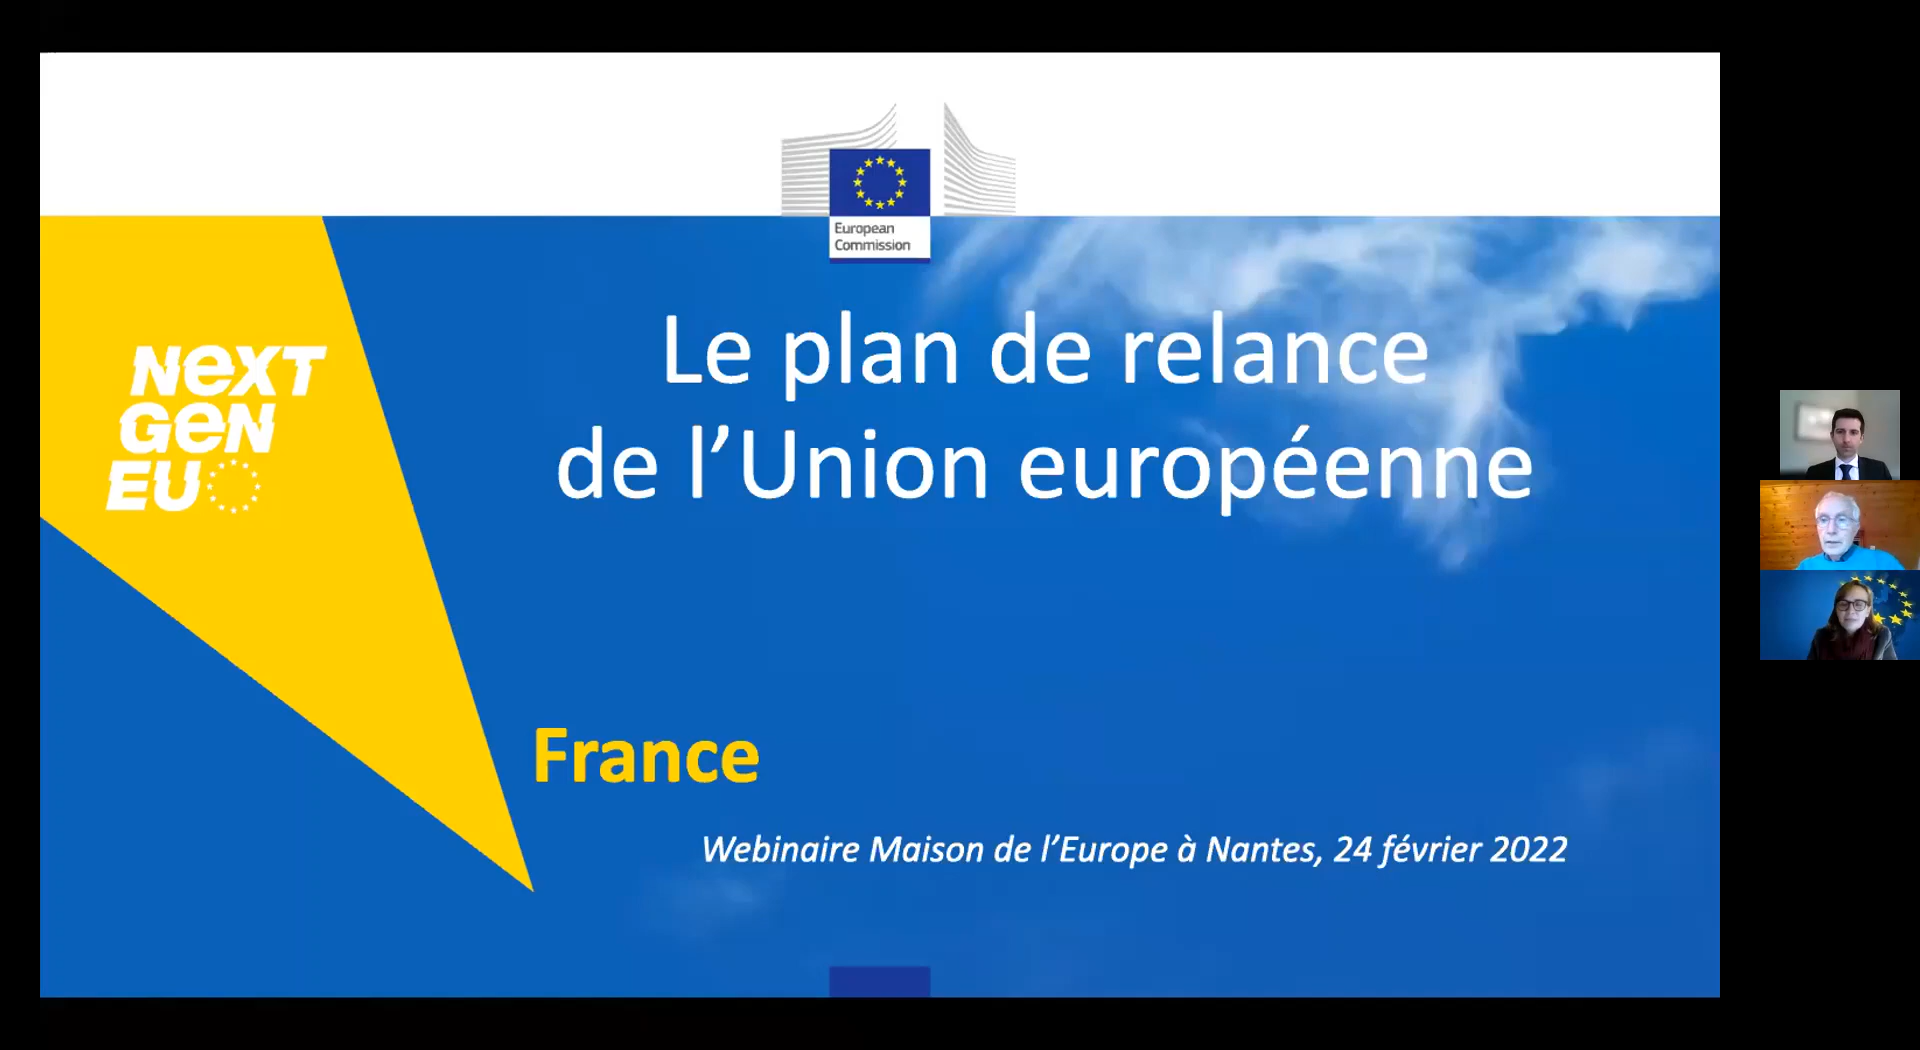 European
Commission
NEXT
GEN
EU
Le plan de relance
de l’Union européenne
France
Webinaire Maison de l’Europe à Nantes, 24 février 2022